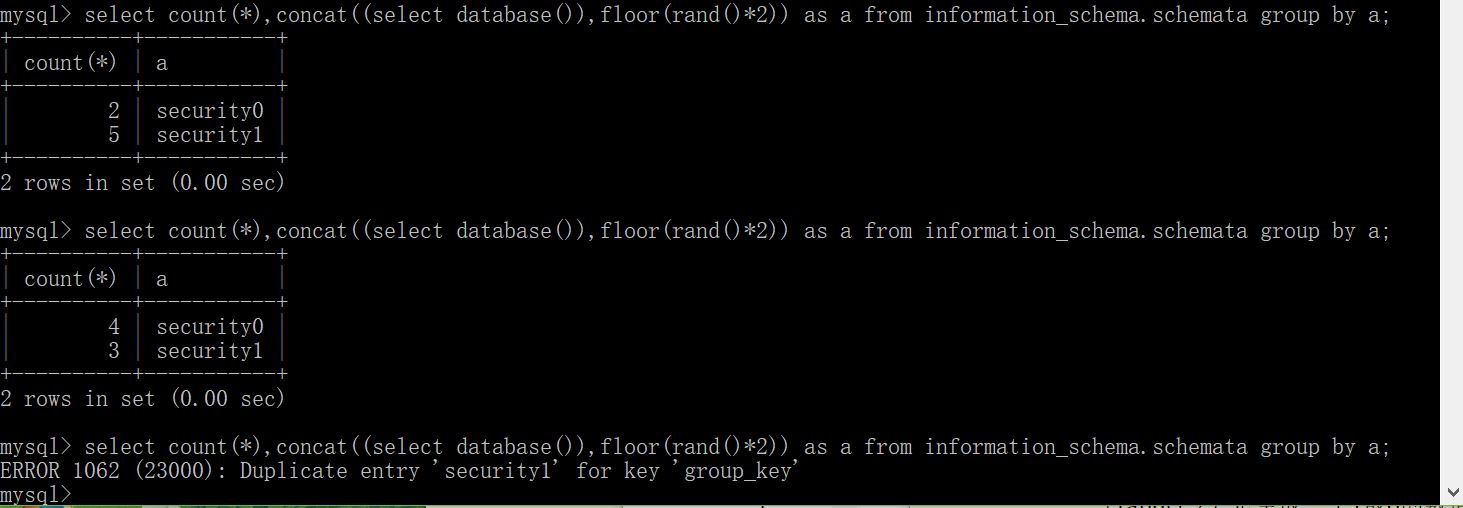 mysql> select count(*),concat((select database()),floor(rand()*2)) as a from information_schema.schemata group by a;
+----------+-----------+
| count(*) | a         |
+----------+-----------+
|        2 | security0 |
|        5 | security1 |
+----------+-----------+
2 rows in set (0.00 sec)
mysql> select count(*),concat((select database()),floor(rand()*2)) as a from information_schema.schemata group by a;
+----------+-----------+
| count(*) | a         |
+----------+-----------+
|        4 | security0 |
|        3 | security1 |
+----------+-----------+
2 rows in set (0.00 sec)
mysql> select count(*),concat((select database()),floor(rand()*2)) as a from information_schema.schemata group by a;
ERROR 1062 (23000): Duplicate entry 'security1' for key 'group_key'
mysql>